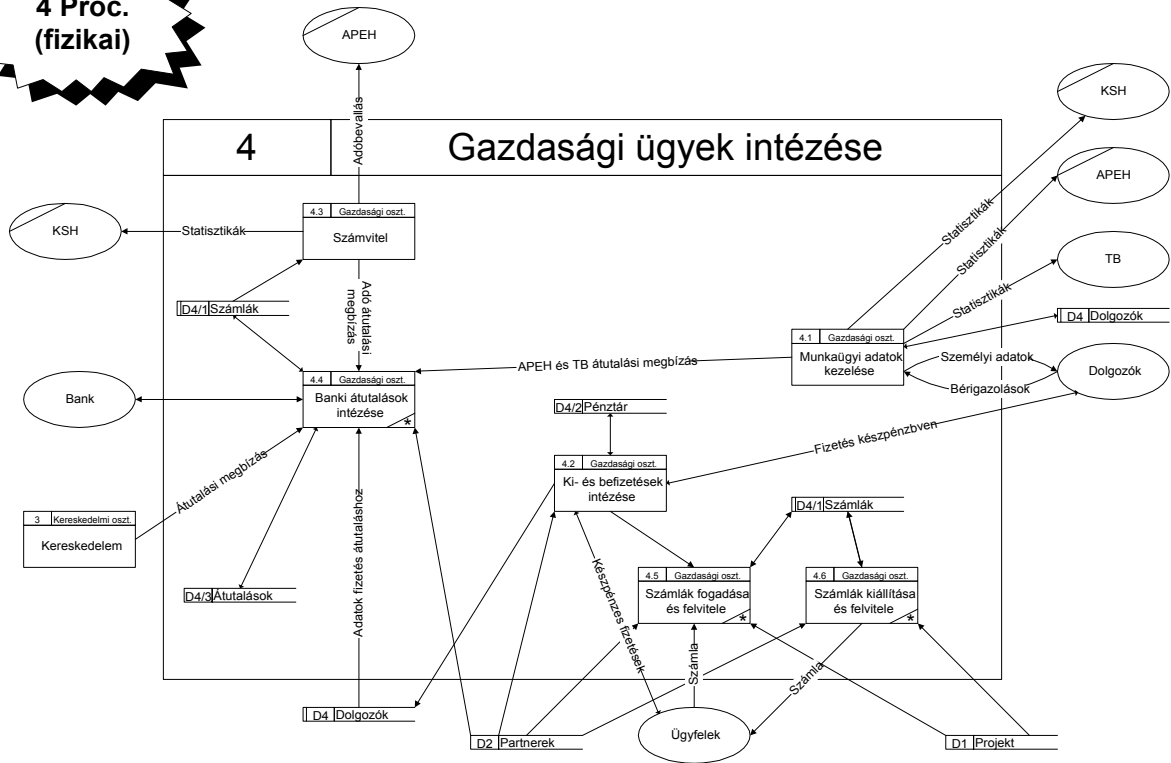 4 Proc.
(fizikai)
APEH
KSH
Adóbevallás
4
Gazdasági ügyek intézése
APEH
4.3 Gazdasági oszt.
Számvitel
KSH
Statisztikák
Statisztikák
Statisztikák
TB
Statisztikák
D4/1 Számlák
Adó átutalási
megbízás
D4 Dolgozók
4.1 Gazdasági oszt.
Munkaügyi adatok
kezelése
Személyi adatok
Dolgozók
Bérigazolások
APEH és TB átutalási megbízás
4.4 Gazdasági oszt.
Banki átutalások
intézése
*
Bank
D4/2 Pénztár
Fizetés készpénzbven
4.2 Gazdasági oszt.
Ki- és befizetések
intézése
Átutalási megbízás
D4/1 Számlák
3 Kereskedelmi oszt.
Kereskedelem
Adatok fizetés átutaláshoz
Készpénzes fizetések
4.5 Gazdasági oszt.
Számlák fogadása
és felvitele
*
4.6 Gazdasági oszt.
Számlák kiállítása
és felvitele
*
D4/3 Átutalások
Számla
Számla
D4 Dolgozók
D2 Partnerek
Ügyfelek
D1 Projekt